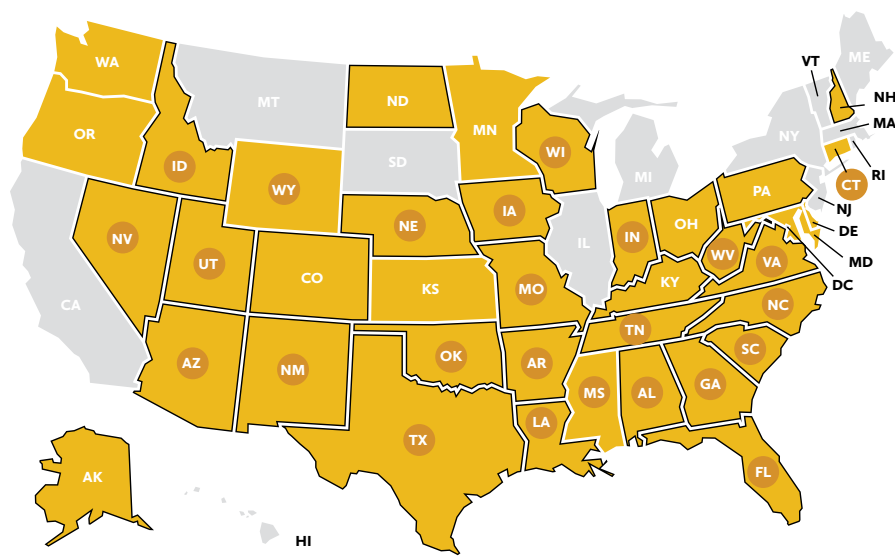 VT
ME
WA
NH
MT
ND
MN
MA
OR
NY
WI
ID
SD
RI
WY
MI
CT
PA
IA
NJ
NE
OH
DE
NV
IN
IL
WV
VA
MD
UT
CO
KS
KY
DC
MO
CA
NC
TN
SC
OK
AZ
NM
AR
GA
MS
AL
LA
TX
FL
AK
HI